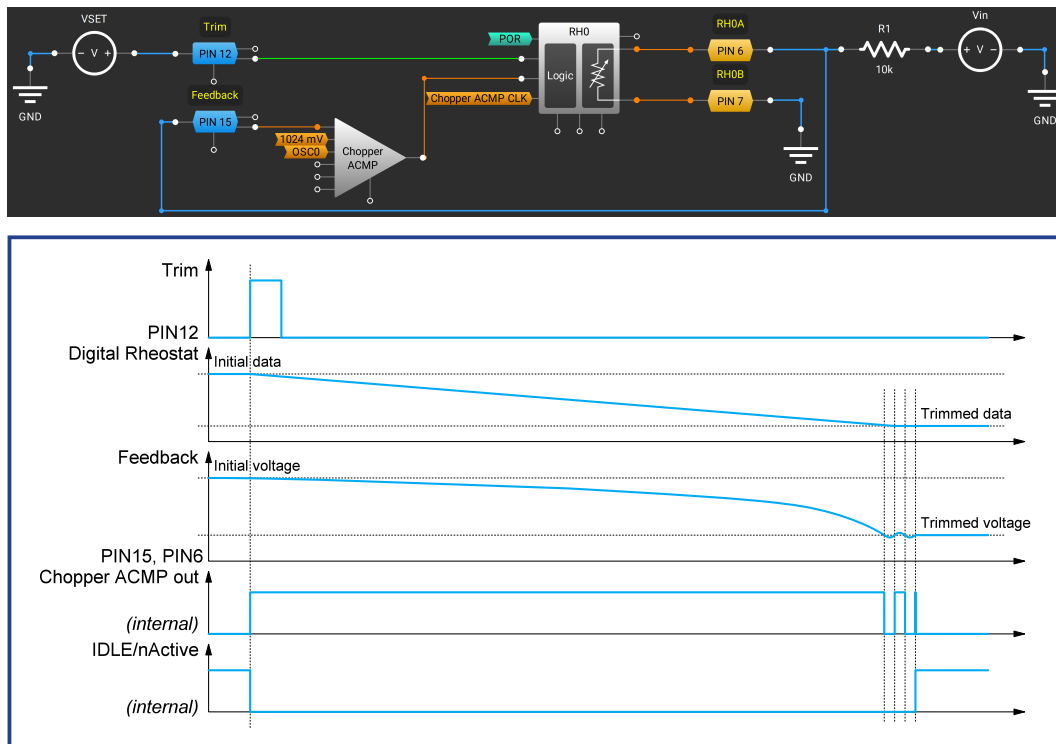 VSET
Trim
PIN 12
GND
Feedback
PIN 15
1024 mV
OSC0
Chopper
ACMP
POR
Chopper ACMP CLK
RH0
Logic
RH0A
PIN 6
RH0B
PIN 7
GND
R1
10k
Vin
GND
Trim
PIN12
Digital Rheostat
Initial data
Trimmed data
Feedback
Initial voltage
Trimmed voltage
PIN15, PIN6
Chopper ACMP out
(internal)
IDLE/nActive
(internal)